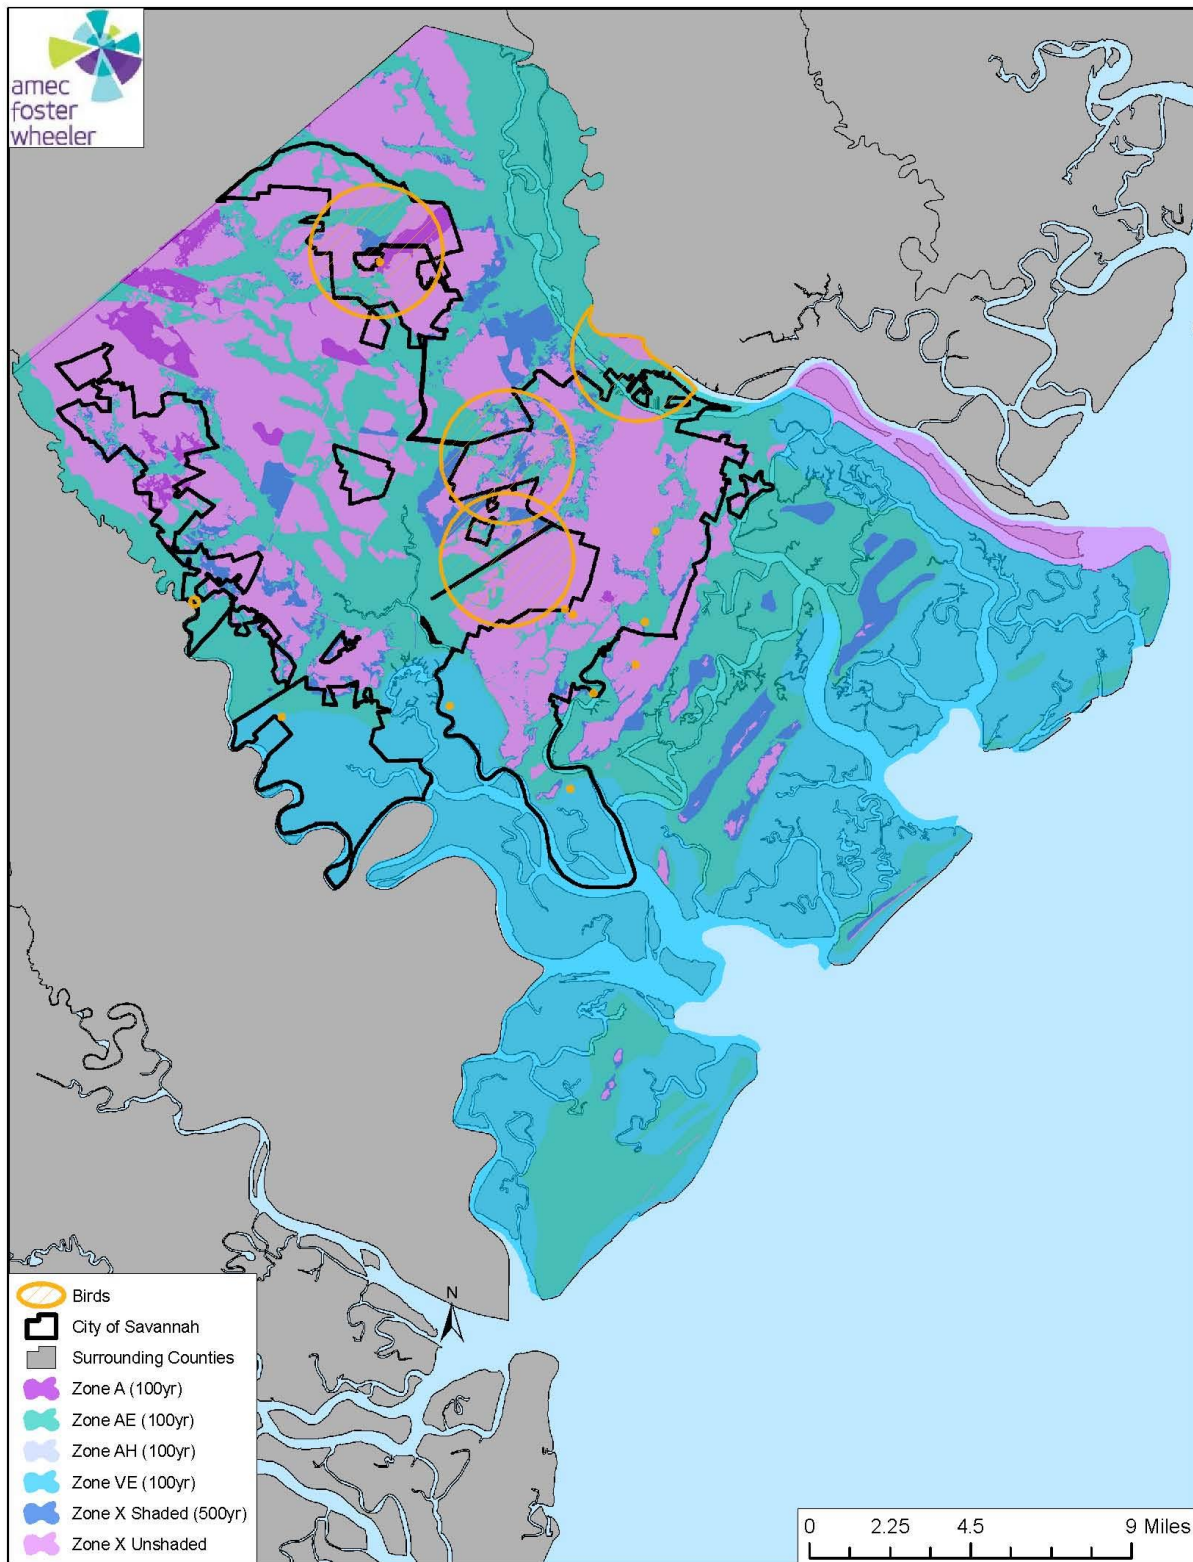 amec
foster
wheeler
N
Birds
City of Savannah
Surrounding Counties
Zone A (100yr)
Zone AE (100yr)
Zone AH (100yr)
Zone VE (100yr)
Zone X Shaded (500yr)
Zone X Unshaded
0 2.25 4.5 9 Miles